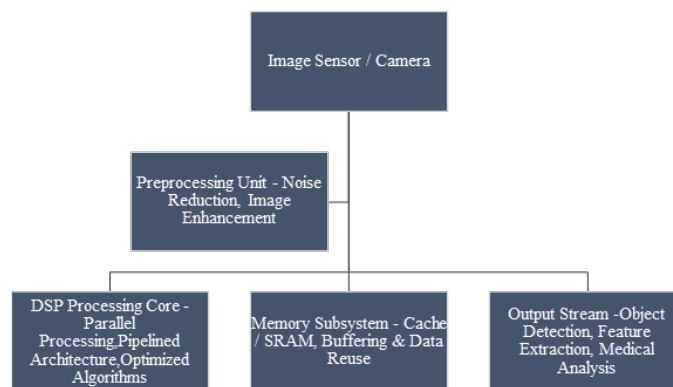 Image Sensor / Camera
Preprocessing Unit - Noise
Reduction, Image
Enhancement
DSP Processing Core -
Parallel
Processing,Pipelined
Architecture,Optimized
Algorithms
Memory Subsystem - Cache
/ SRAM, Buffering & Data
Reuse
Output Stream -Object
Detection, Feature
Extraction, Medical
Analysis